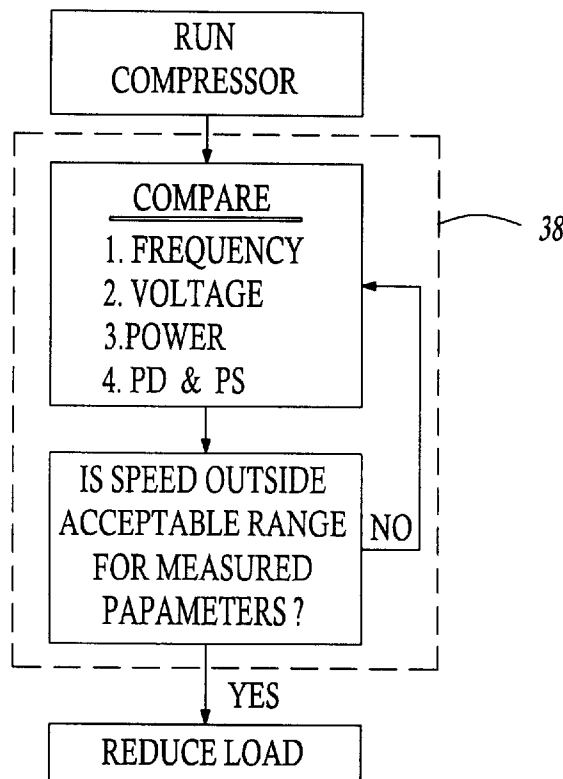 RUN
COMPRESSOR
COMPARE
1. FREQUENCY
2. VOLTAGE
3.POWER
4. PD & PS
38
IS SPEED OUTSIDE
ACCEPTABLE RANGE
FOR MEASURED
PAPAMETERS ?
NO
YES
REDUCE LOAD